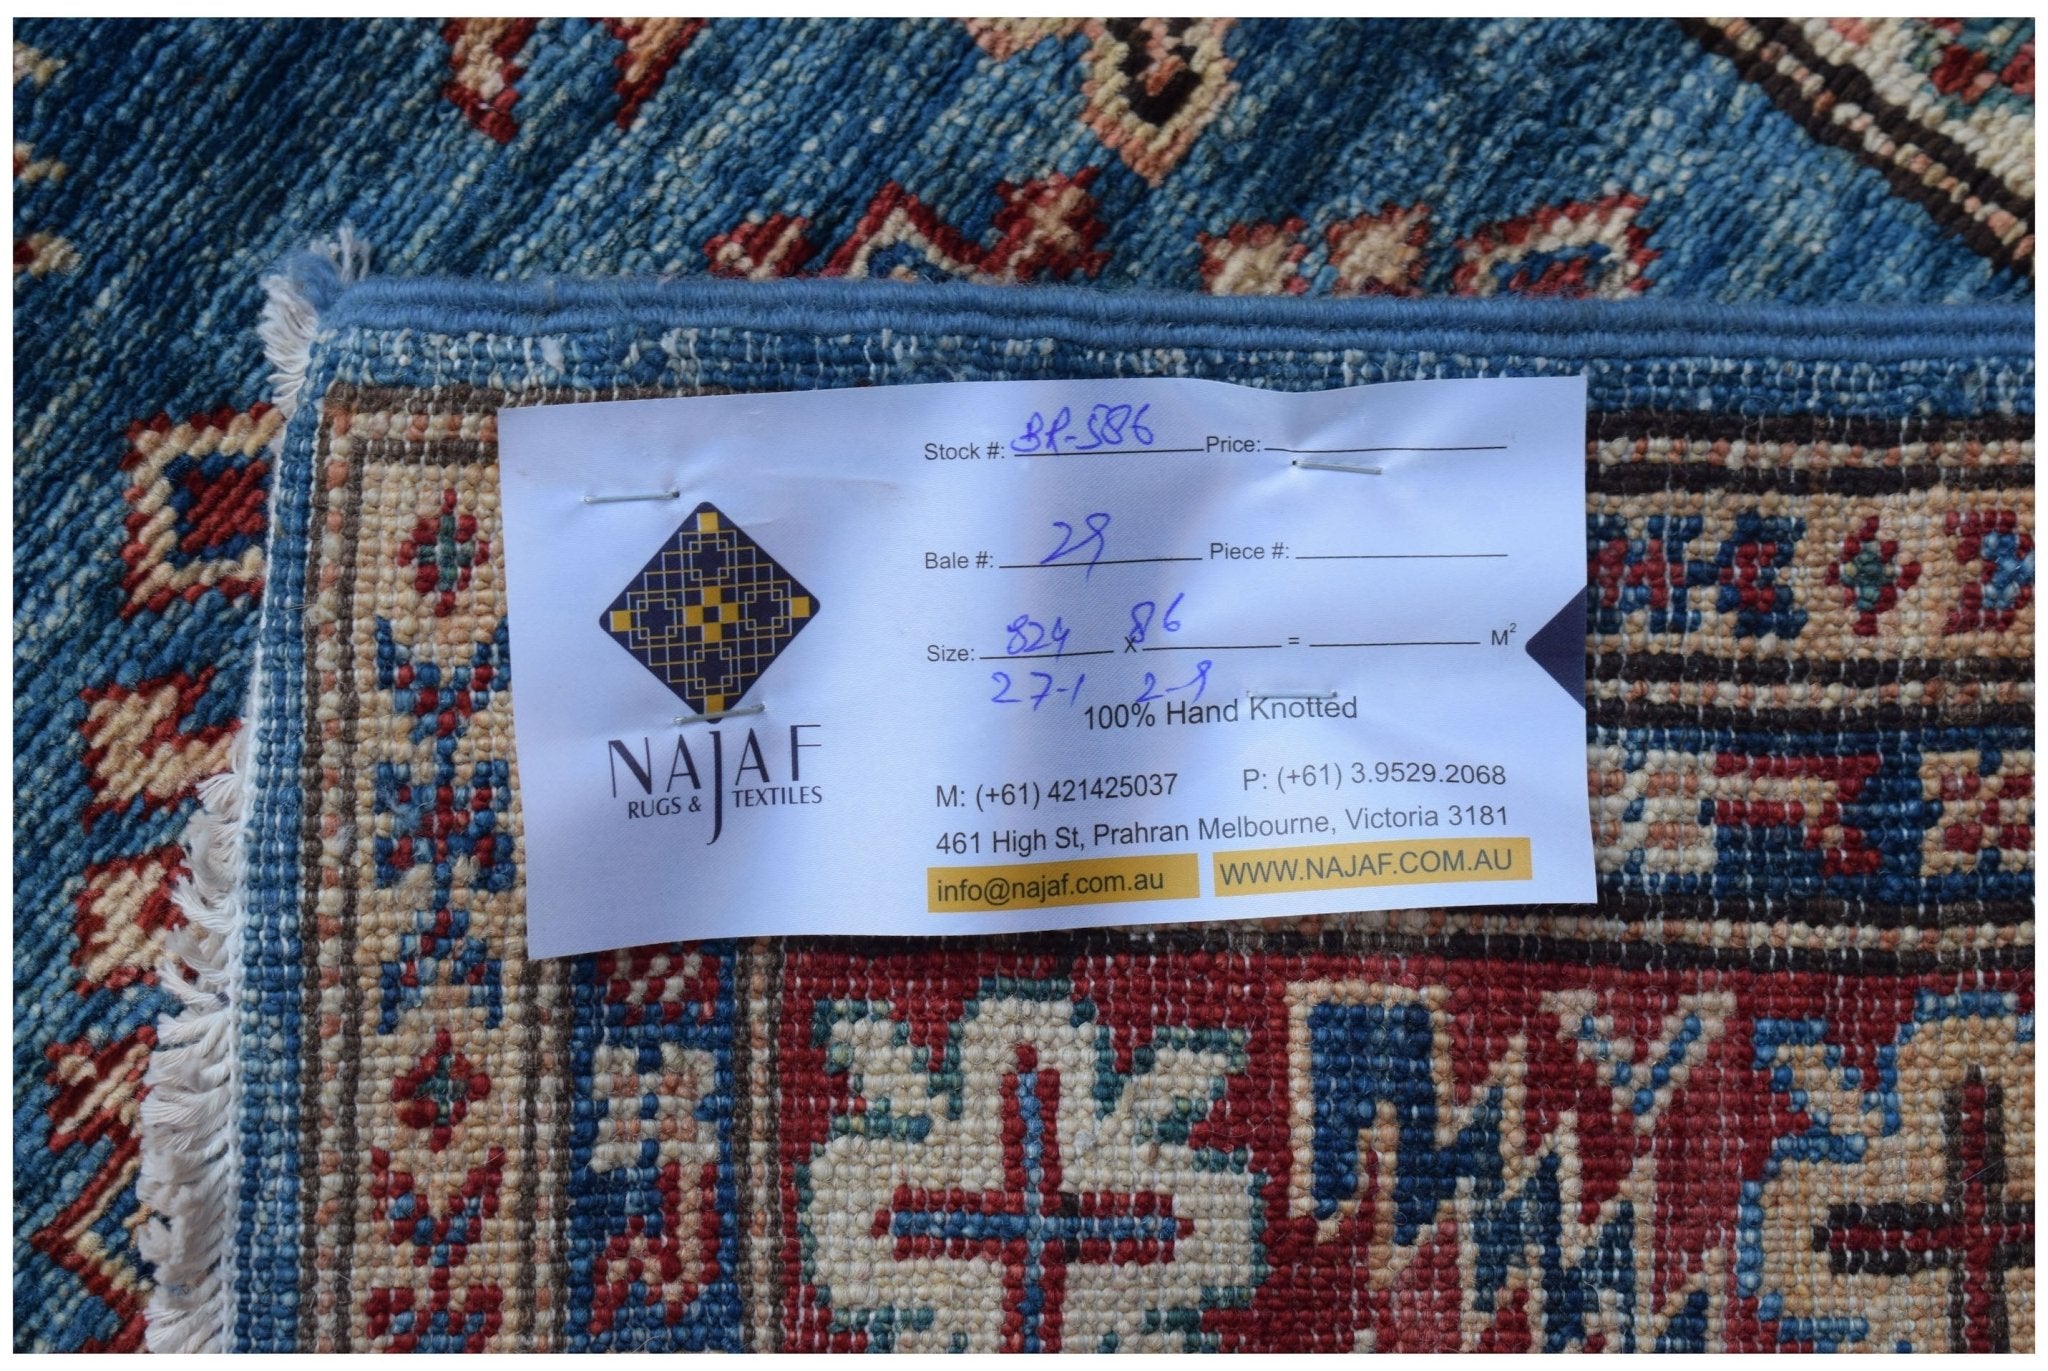 Stock #: BR-586 Price:
Bale #: 29 Piece #:
Size: 824 X 86 = M²
27-1 2-9
100% Hand Knotted
NAJAF
RUGS & TEXTILES
M: (+61) 421425037 P: (+61) 3.9529.2068
461 High St, Prahran Melbourne, Victoria 3181
info@najaf.com.au WWW.NAJAF.COM.AU